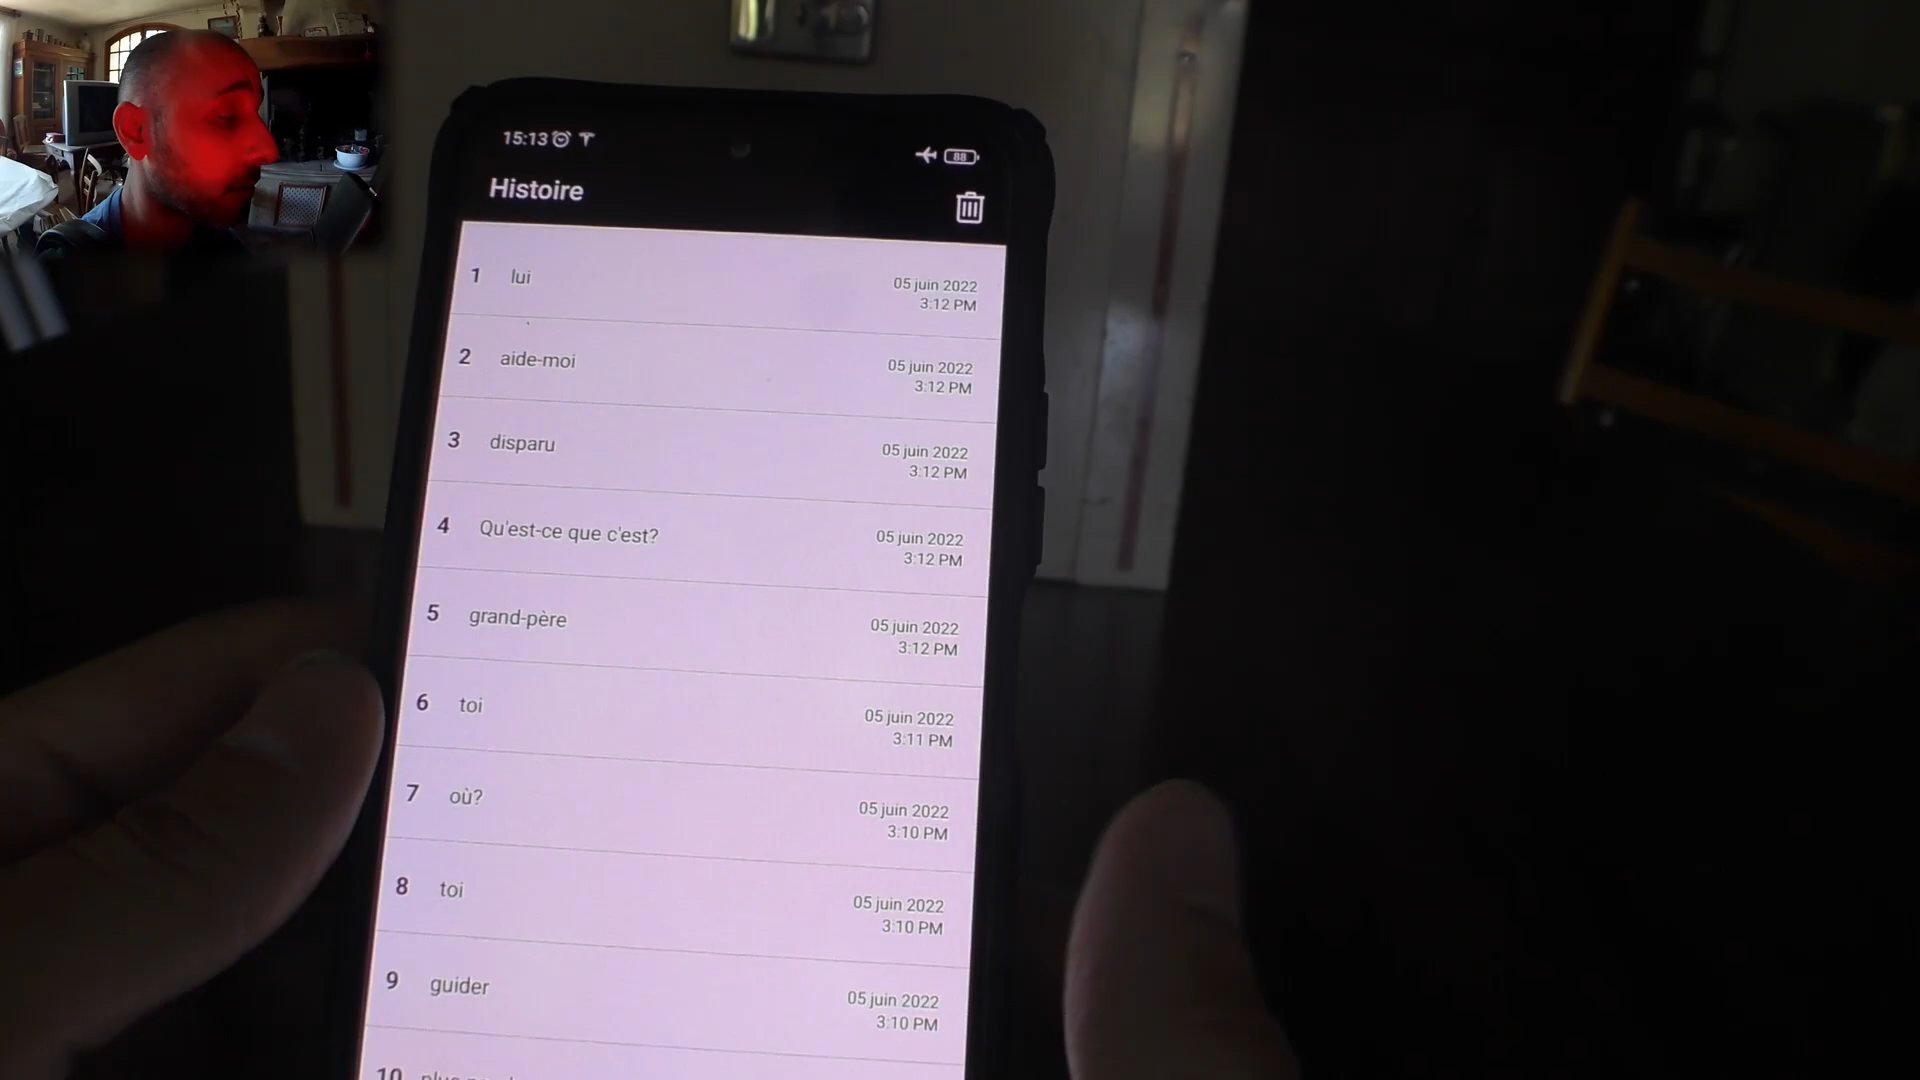 15:13
88
Histoire
1 lui 05 juin 2022
3:12 PM
2 aide-moi 05 juin 2022
3:12 PM
3 disparu 05 juin 2022
3:12 PM
4 Qu'est-ce que c'est? 05 juin 2022
3:12 PM
5 grand-père 05 juin 2022
3:12 PM
6 toi 05 juin 2022
3:11 PM
7 où? 05 juin 2022
3:10 PM
8 toi 05 juin 2022
3:10 PM
9 guider 05 juin 2022
3:10 PM
10